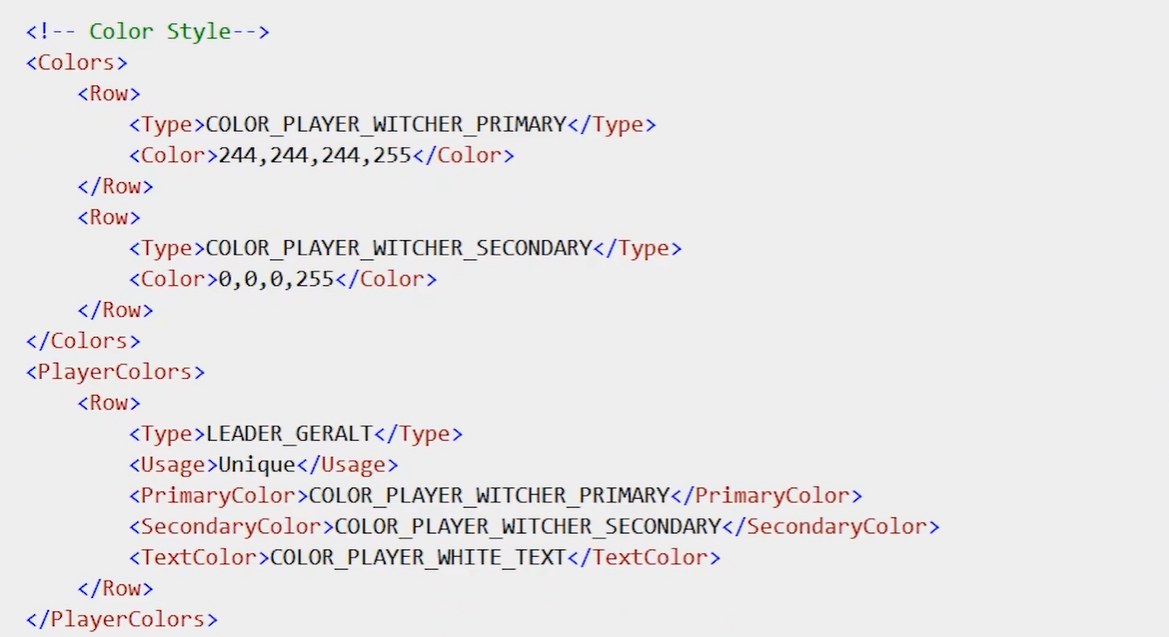 <!-- Color Style-->
<Colors>
    <Row>
        <Type>COLOR_PLAYER_WITCHER_PRIMARY</Type>
        <Color>244,244,244,255</Color>
    </Row>
    <Row>
        <Type>COLOR_PLAYER_WITCHER_SECONDARY</Type>
        <Color>0,0,0,255</Color>
    </Row>
</Colors>
<PlayerColors>
    <Row>
        <Type>LEADER_GERALT</Type>
        <Usage>Unique</Usage>
        <PrimaryColor>COLOR_PLAYER_WITCHER_PRIMARY</PrimaryColor>
        <SecondaryColor>COLOR_PLAYER_WITCHER_SECONDARY</SecondaryColor>
        <TextColor>COLOR_PLAYER_WHITE_TEXT</TextColor>
    </Row>
</PlayerColors>